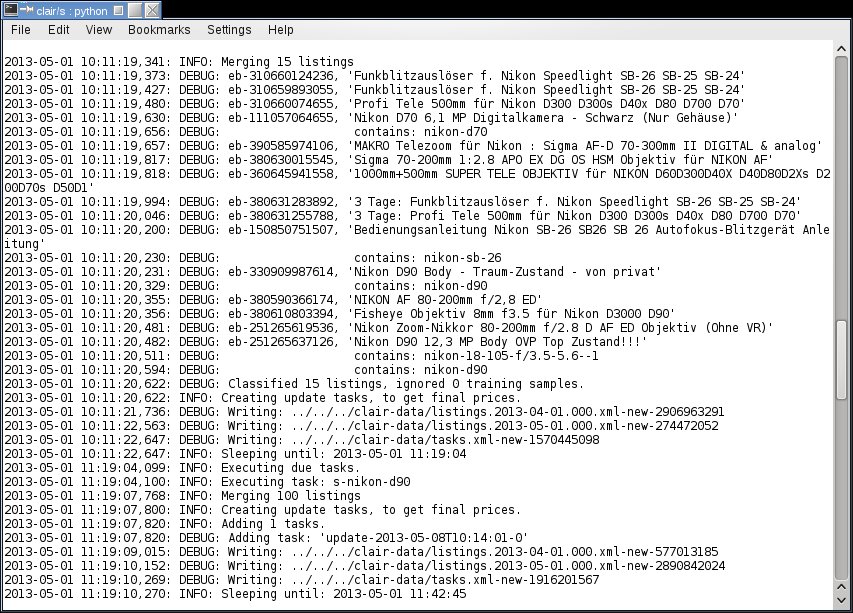 clair/s : python
File Edit View Bookmarks Settings Help
2013-05-01 10:11:19,341: INFO: Merging 15 listings
2013-05-01 10:11:19,373: DEBUG: eb-310660124236, 'Funkblitzauslöser f. Nikon Speedlight SB-26 SB-25 SB-24'
2013-05-01 10:11:19,427: DEBUG: eb-310659893055, 'Funkblitzauslöser f. Nikon Speedlight SB-26 SB-25 SB-24'
2013-05-01 10:11:19,480: DEBUG: eb-310660074655, 'Profi Tele 500mm für Nikon D300 D300s D40x D80 D700 D70'
2013-05-01 10:11:19,630: DEBUG: eb-111057064655, 'Nikon D70 6,1 MP Digitalkamera - Schwarz (Nur Gehäuse)'
2013-05-01 10:11:19,656: DEBUG:                  contains: nikon-d70
2013-05-01 10:11:19,657: DEBUG: eb-390585974106, 'MAKRO Telezoom für Nikon : Sigma AF-D 70-300mm II DIGITAL & analog'
2013-05-01 10:11:19,817: DEBUG: eb-380630015545, 'Sigma 70-200mm 1:2.8 APO EX DG OS HSM Objektiv für NIKON AF'
2013-05-01 10:11:19,818: DEBUG: eb-360645941558, '1000mm+500mm SUPER TELE OBJEKTIV für NIKON D60D300D40X D40D80D2Xs D2
00D70s D50D1'
2013-05-01 10:11:19,994: DEBUG: eb-380631283892, '3 Tage: Funkblitzauslöser f. Nikon Speedlight SB-26 SB-25 SB-24'
2013-05-01 10:11:20,046: DEBUG: eb-380631255788, '3 Tage: Profi Tele 500mm für Nikon D300 D300s D40x D80 D700 D70'
2013-05-01 10:11:20,200: DEBUG: eb-150850751507, 'Bedienungsanleitung Nikon SB-26 SB26 SB 26 Autofokus-Blitzgerät Anle
itung'
2013-05-01 10:11:20,230: DEBUG:                  contains: nikon-sb-26
2013-05-01 10:11:20,231: DEBUG: eb-330909987614, 'Nikon D90 Body - Traum-Zustand - von privat'
2013-05-01 10:11:20,329: DEBUG:                  contains: nikon-d90
2013-05-01 10:11:20,355: DEBUG: eb-380590366174, 'NIKON AF 80-200mm f/2,8 ED'
2013-05-01 10:11:20,356: DEBUG: eb-380610803394, 'Fisheye Objektiv 8mm f3.5 für Nikon D3000 D90'
2013-05-01 10:11:20,481: DEBUG: eb-251265619536, 'Nikon Zoom-Nikkor 80-200mm f/2.8 D AF ED Objektiv (Ohne VR)'
2013-05-01 10:11:20,482: DEBUG: eb-251265637126, 'Nikon D90 12,3 MP Body OVP Top Zustand!!!'
2013-05-01 10:11:20,511: DEBUG:                  contains: nikon-18-105-f/3.5-5.6--1
2013-05-01 10:11:20,594: DEBUG:                  contains: nikon-d90
2013-05-01 10:11:20,622: DEBUG: Classified 15 listings, ignored 0 training samples.
2013-05-01 10:11:20,622: INFO: Creating update tasks, to get final prices.
2013-05-01 10:11:21,736: DEBUG: Writing: ../../../clair-data/listings.2013-04-01.000.xml-new-2906963291
2013-05-01 10:11:22,563: DEBUG: Writing: ../../../clair-data/listings.2013-05-01.000.xml-new-274472052
2013-05-01 10:11:22,647: DEBUG: Writing: ../../../clair-data/tasks.xml-new-1570445098
2013-05-01 10:11:22,647: INFO: Sleeping until: 2013-05-01 11:19:04
2013-05-01 11:19:04,099: INFO: Executing due tasks.
2013-05-01 11:19:04,100: INFO: Executing task: s-nikon-d90
2013-05-01 11:19:07,768: INFO: Merging 100 listings
2013-05-01 11:19:07,800: INFO: Creating update tasks, to get final prices.
2013-05-01 11:19:07,820: INFO: Adding 1 tasks.
2013-05-01 11:19:07,820: DEBUG: Adding task: 'update-2013-05-08T10:14:01-0'
2013-05-01 11:19:09,015: DEBUG: Writing: ../../../clair-data/listings.2013-04-01.000.xml-new-577013185
2013-05-01 11:19:10,152: DEBUG: Writing: ../../../clair-data/listings.2013-05-01.000.xml-new-2890842024
2013-05-01 11:19:10,269: DEBUG: Writing: ../../../clair-data/tasks.xml-new-1916201567
2013-05-01 11:19:10,270: INFO: Sleeping until: 2013-05-01 11:42:45